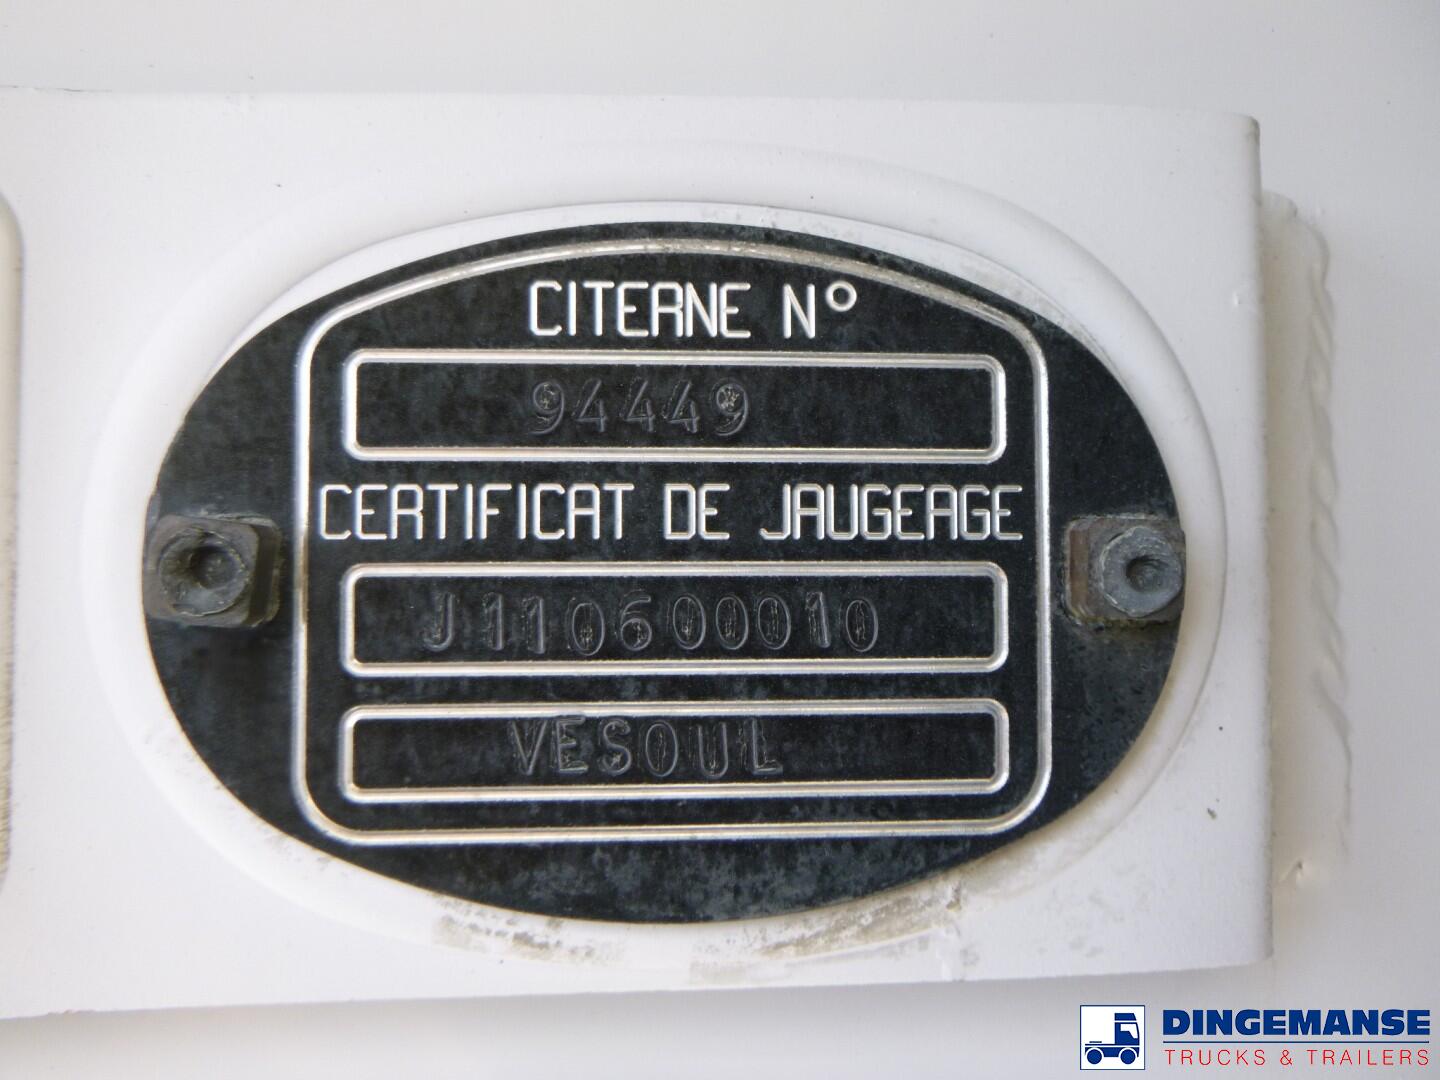 CITERNE N°
94449
CERTIFICAT DE JAUGEAGE
J110600010
VESOUL
DINGEMANSE
TRUCKS & TRAILERS